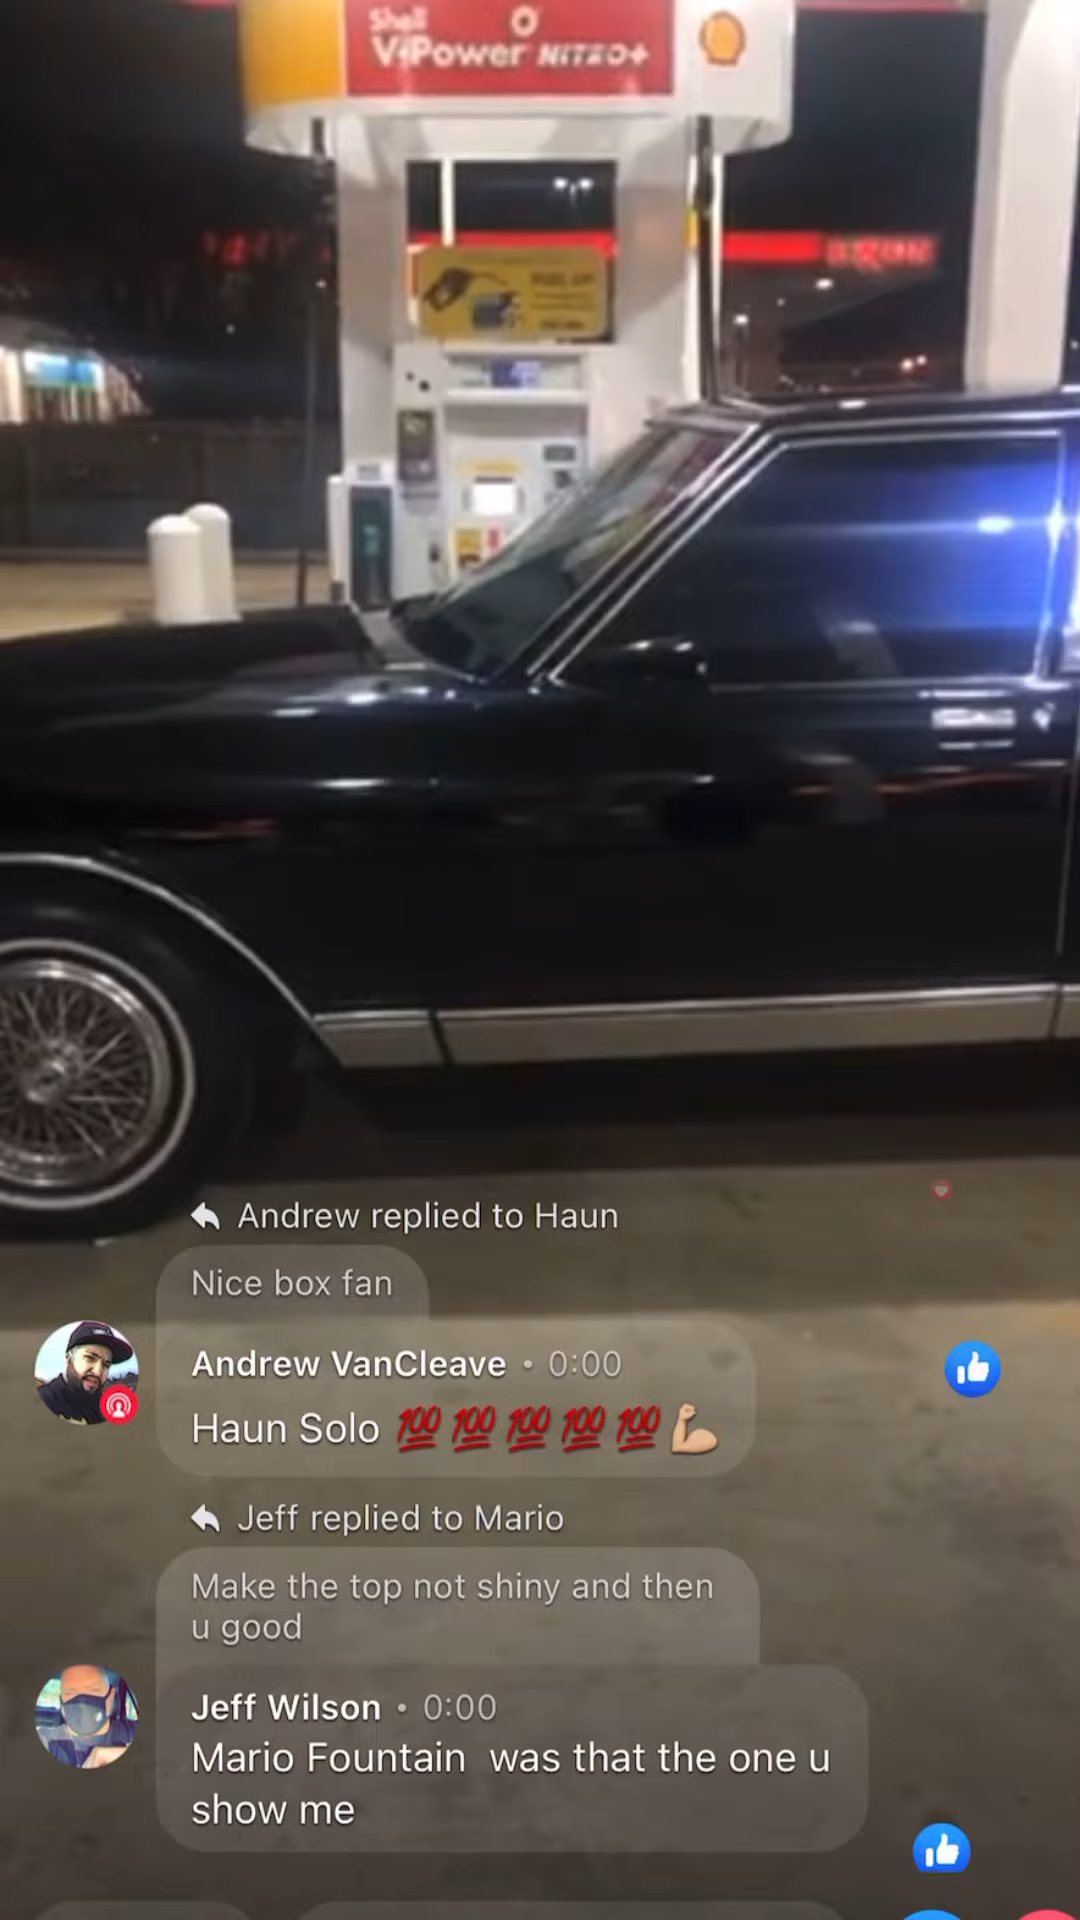 Shell
V-Power NiTRO+
EXXON
Andrew replied to Haun
Nice box fan
Andrew VanCleave • 0:00
Haun Solo 💯💯💯💯💯💪🏼
Jeff replied to Mario
Make the top not shiny and then
u good
Jeff Wilson • 0:00
Mario Fountain was that the one u
show me